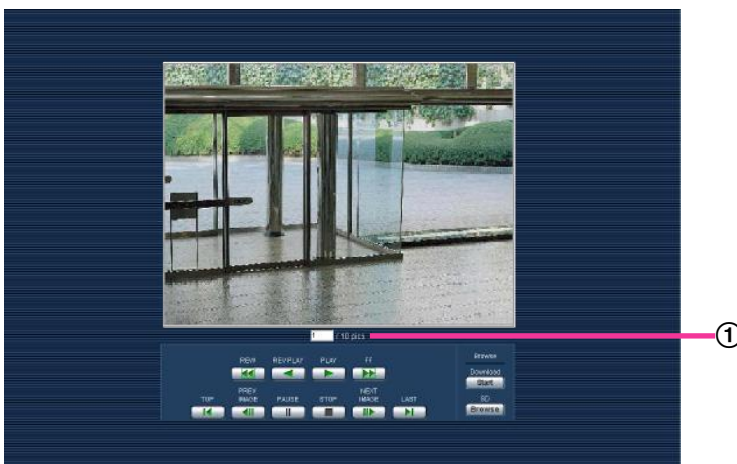 1 / 10 pics
①
REW REV PLAY PLAY FF
Browse
Download
Start
TOP PREV IMAGE PAUSE STOP NEXT IMAGE LAST
SD
Browse